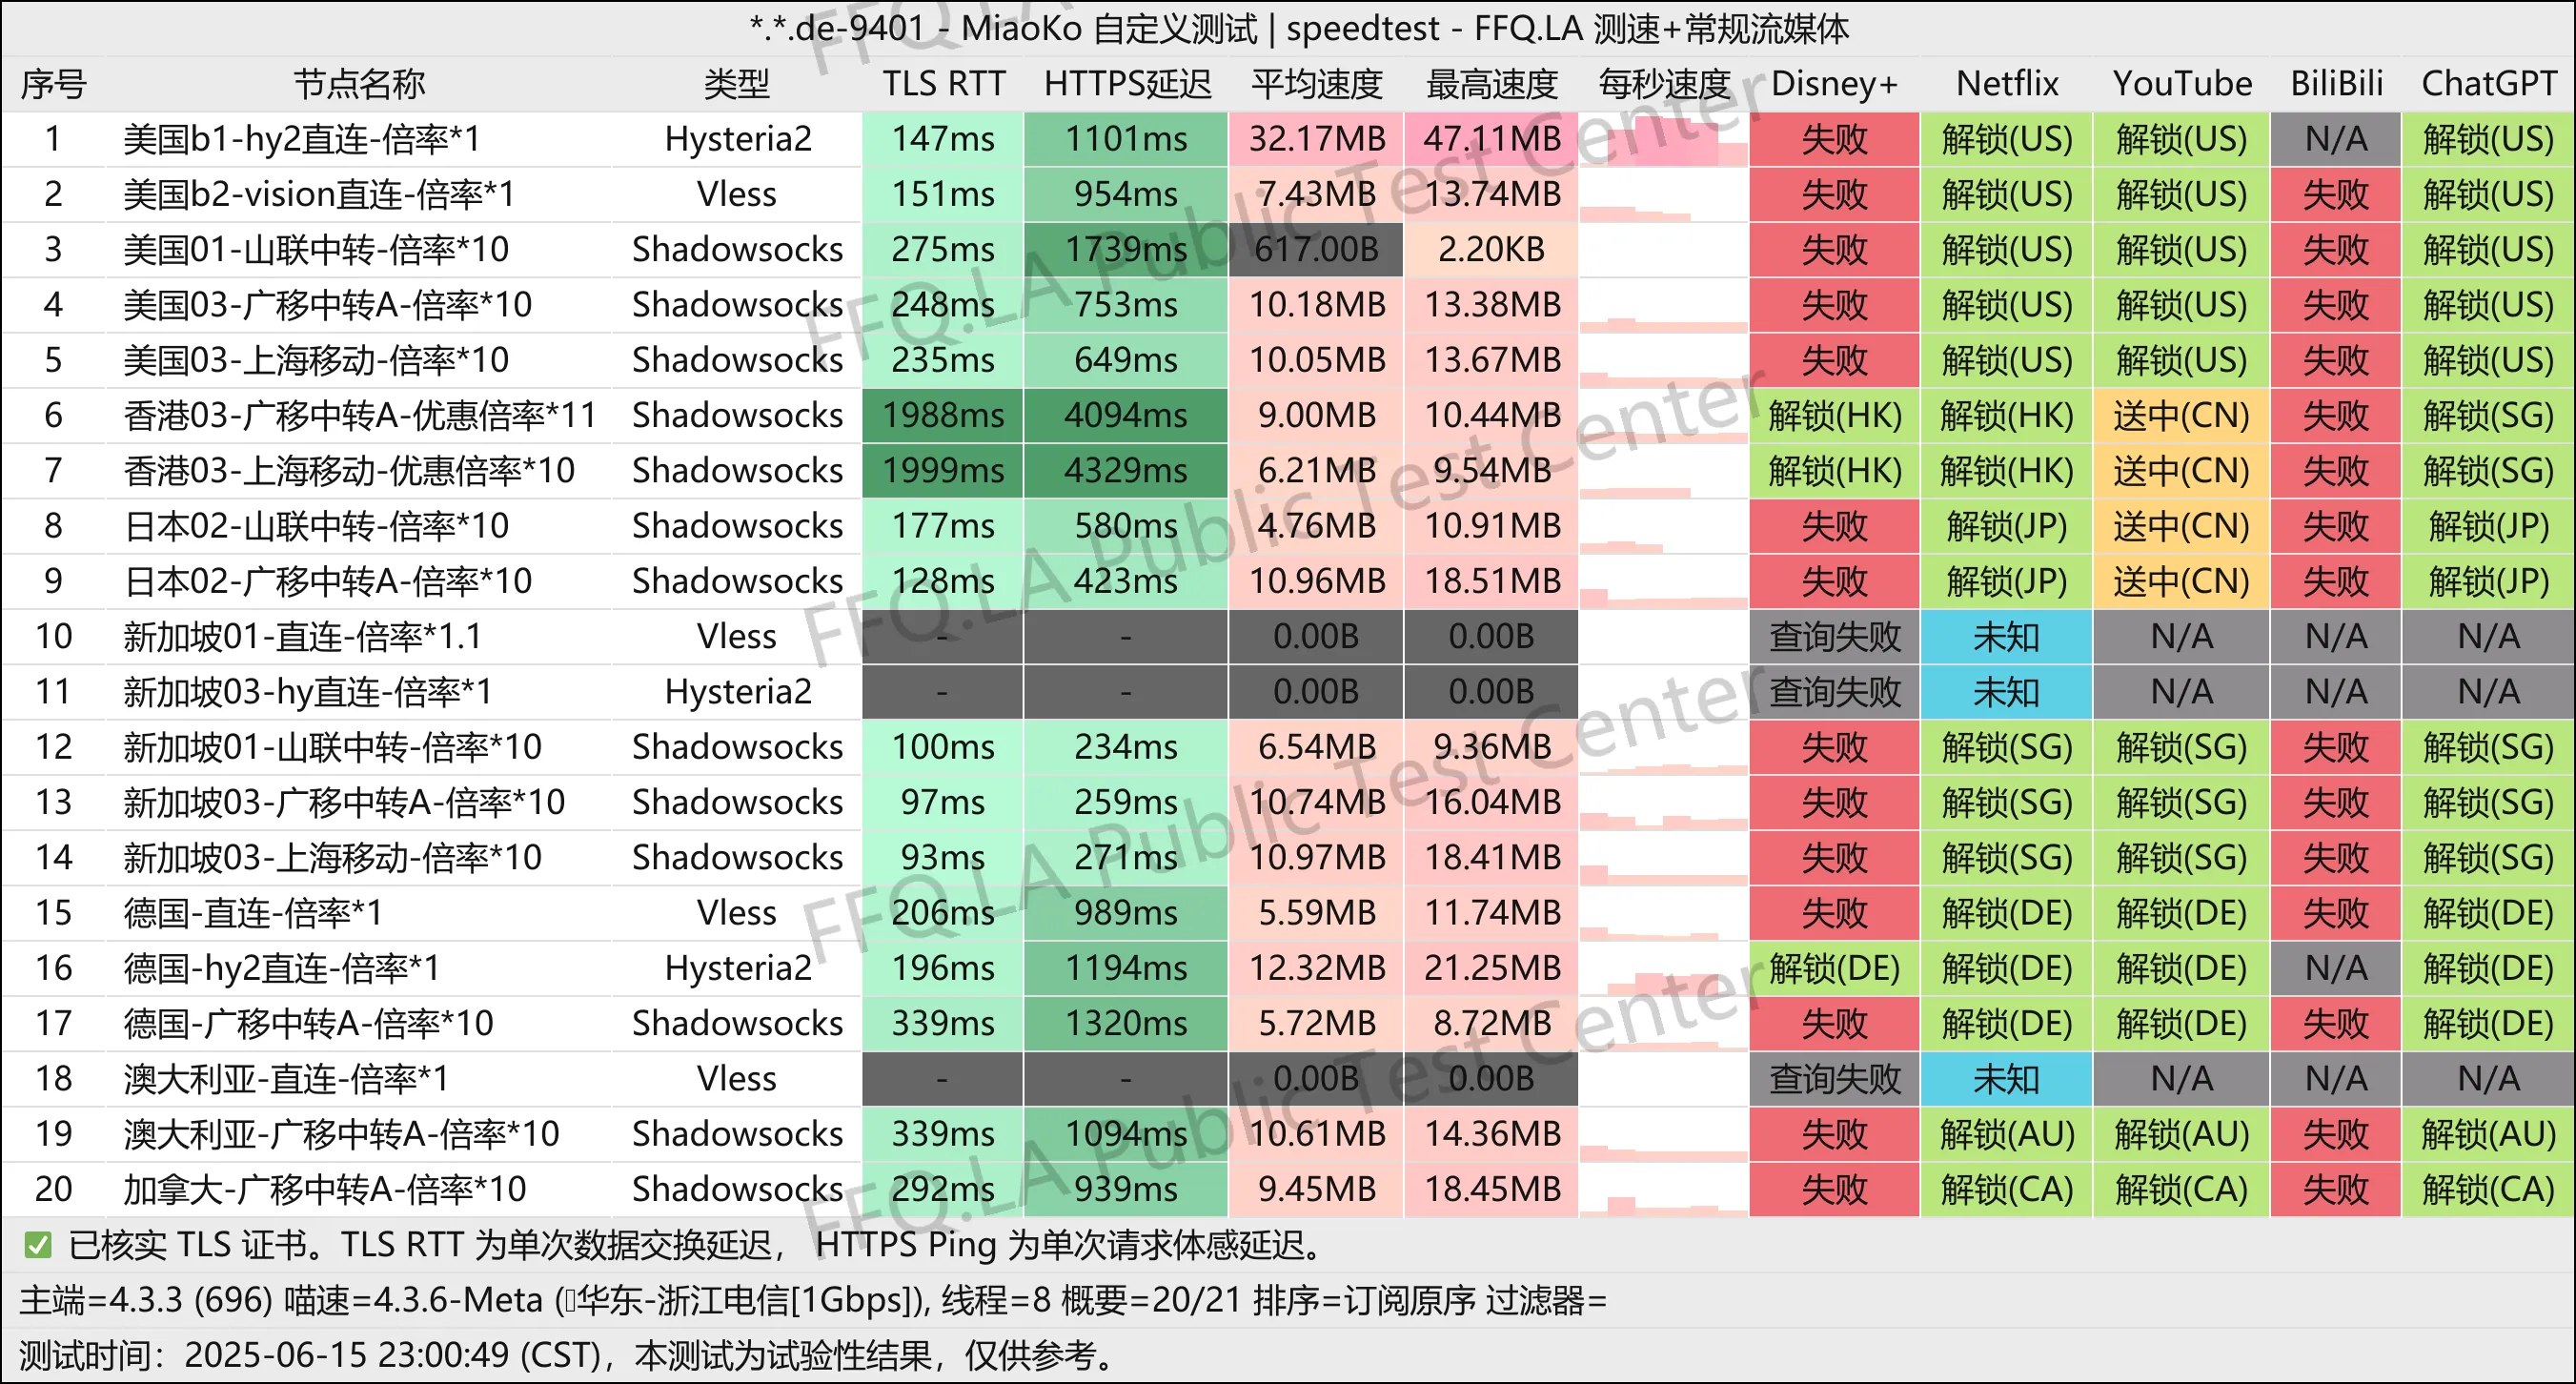 *.*.de-9401 - MiaoKo 自定义测试 | speedtest - FFQ.LA 测速+常规流媒体
序号 节点名称 类型 TLS RTT HTTPS延迟 平均速度 最高速度 每秒速度 Disney+ Netflix YouTube BiliBili ChatGPT
1 美国b1-hy2直连-倍率*1 Hysteria2 147ms 1101ms 32.17MB 47.11MB 失败 解锁(US) 解锁(US) N/A 解锁(US)
2 美国b2-vision直连-倍率*1 Vless 151ms 954ms 7.43MB 13.74MB 失败 解锁(US) 解锁(US) 失败 解锁(US)
3 美国01-山联中转-倍率*10 Shadowsocks 275ms 1739ms 617.00B 2.20KB 失败 解锁(US) 解锁(US) 失败 解锁(US)
4 美国03-广移中转A-倍率*10 Shadowsocks 248ms 753ms 10.18MB 13.38MB 失败 解锁(US) 解锁(US) 失败 解锁(US)
5 美国03-上海移动-倍率*10 Shadowsocks 235ms 649ms 10.05MB 13.67MB 失败 解锁(US) 解锁(US) 失败 解锁(US)
6 香港03-广移中转A-优惠倍率*11 Shadowsocks 1988ms 4094ms 9.00MB 10.44MB 解锁(HK) 解锁(HK) 送中(CN) 失败 解锁(SG)
7 香港03-上海移动-优惠倍率*10 Shadowsocks 1999ms 4329ms 6.21MB 9.54MB 解锁(HK) 解锁(HK) 送中(CN) 失败 解锁(SG)
8 日本02-山联中转-倍率*10 Shadowsocks 177ms 580ms 4.76MB 10.91MB 失败 解锁(JP) 送中(CN) 失败 解锁(JP)
9 日本02-广移中转A-倍率*10 Shadowsocks 128ms 423ms 10.96MB 18.51MB 失败 解锁(JP) 送中(CN) 失败 解锁(JP)
10 新加坡01-直连-倍率*1.1 Vless - - 0.00B 0.00B 查询失败 未知 N/A N/A N/A
11 新加坡03-hy直连-倍率*1 Hysteria2 - - 0.00B 0.00B 查询失败 未知 N/A N/A N/A
12 新加坡01-山联中转-倍率*10 Shadowsocks 100ms 234ms 6.54MB 9.36MB 失败 解锁(SG) 解锁(SG) 失败 解锁(SG)
13 新加坡03-广移中转A-倍率*10 Shadowsocks 97ms 259ms 10.74MB 16.04MB 失败 解锁(SG) 解锁(SG) 失败 解锁(SG)
14 新加坡03-上海移动-倍率*10 Shadowsocks 93ms 271ms 10.97MB 18.41MB 失败 解锁(SG) 解锁(SG) 失败 解锁(SG)
15 德国-直连-倍率*1 Vless 206ms 989ms 5.59MB 11.74MB 失败 解锁(DE) 解锁(DE) 失败 解锁(DE)
16 德国-hy2直连-倍率*1 Hysteria2 196ms 1194ms 12.32MB 21.25MB 解锁(DE) 解锁(DE) 解锁(DE) N/A 解锁(DE)
17 德国-广移中转A-倍率*10 Shadowsocks 339ms 1320ms 5.72MB 8.72MB 失败 解锁(DE) 解锁(DE) 失败 解锁(DE)
18 澳大利亚-直连-倍率*1 Vless - - 0.00B 0.00B 查询失败 未知 N/A N/A N/A
19 澳大利亚-广移中转A-倍率*10 Shadowsocks 339ms 1094ms 10.61MB 14.36MB 失败 解锁(AU) 解锁(AU) 失败 解锁(AU)
20 加拿大-广移中转A-倍率*10 Shadowsocks 292ms 939ms 9.45MB 18.45MB 失败 解锁(CA) 解锁(CA) 失败 解锁(CA)
✅ 已核实 TLS 证书。TLS RTT 为单次数据交换延迟， HTTPS Ping 为单次请求体感延迟。
主端=4.3.3 (696) 喵速=4.3.6-Meta (华东-浙江电信[1Gbps]), 线程=8 概要=20/21 排序=订阅原序 过滤器=
测试时间：2025-06-15 23:00:49 (CST)，本测试为试验性结果，仅供参考。
FFQ.LA Public Test Center
FFQ.LA Public Test Center
FFQ.LA Public Test Center
FFQ.LA Public Test Center